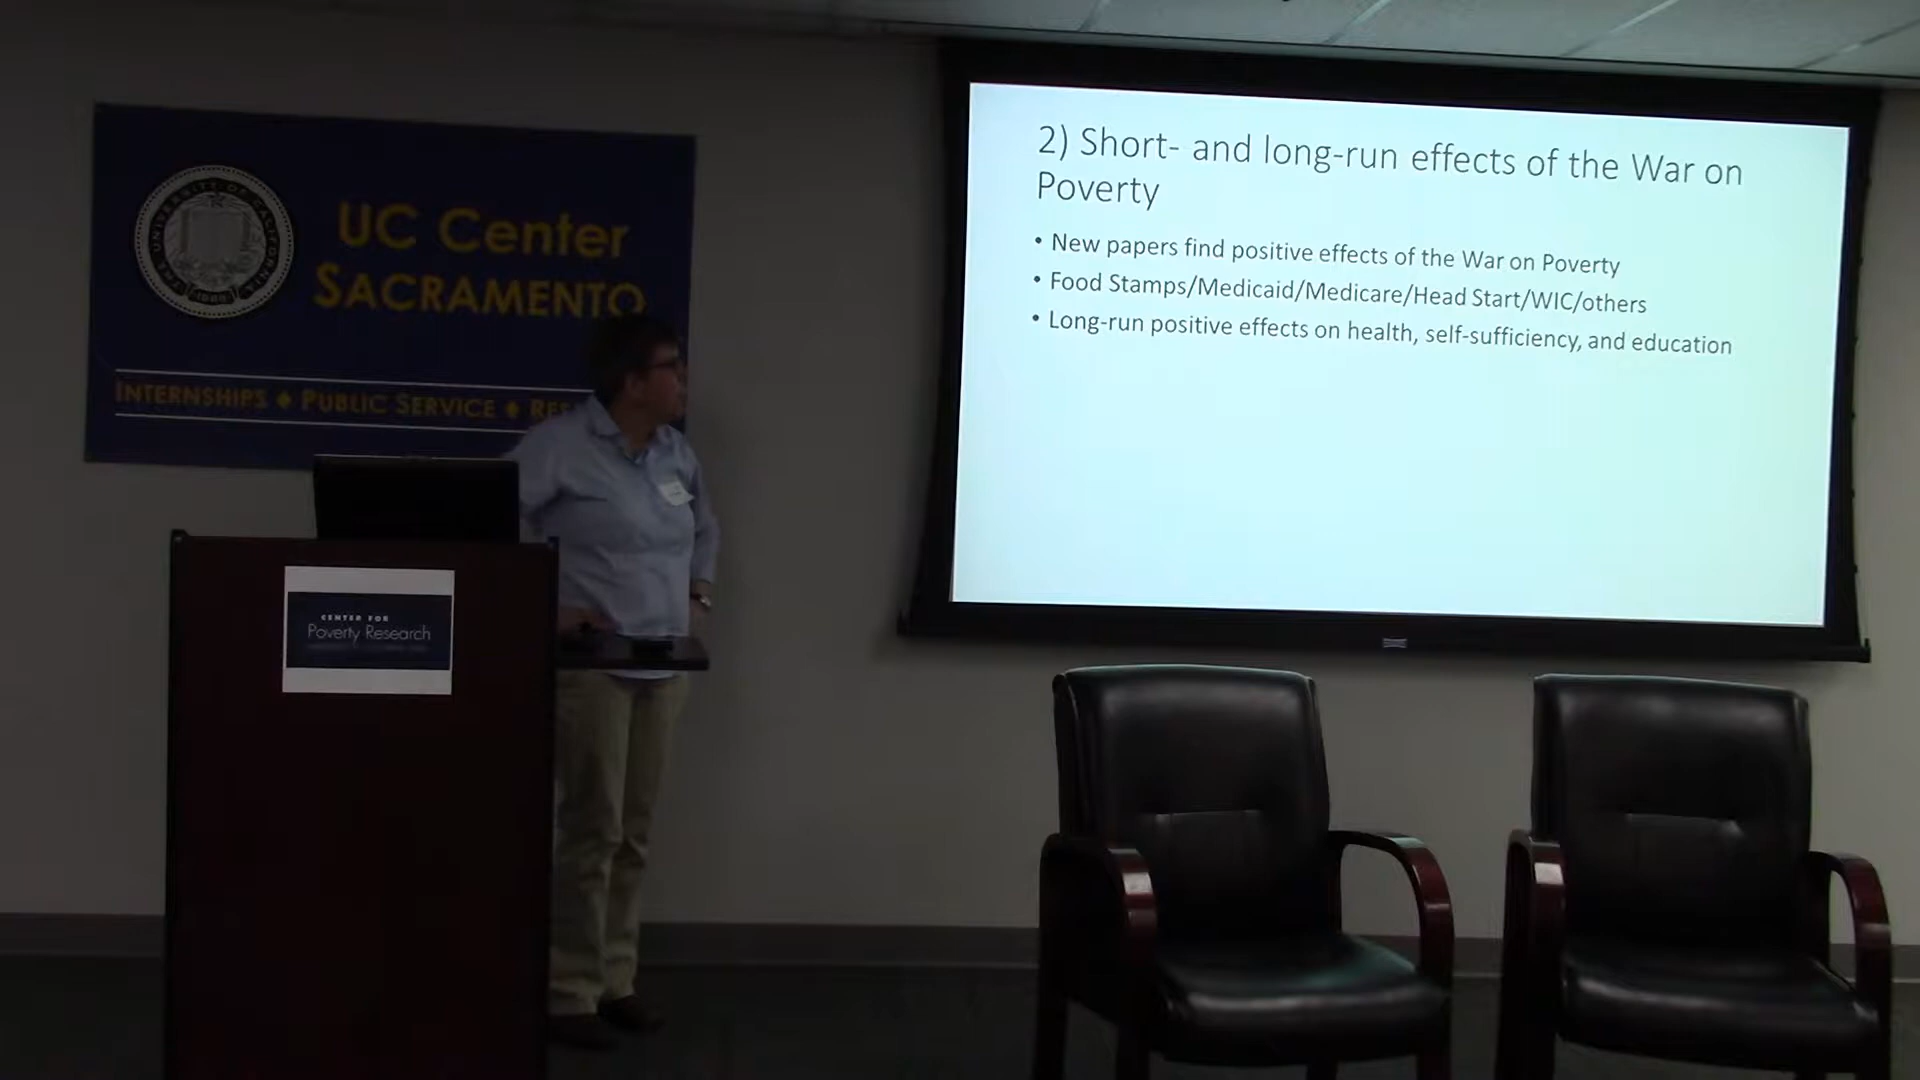 UC Center
SACRAMENTO
INTERNSHIPS ♦ PUBLIC SERVICE ♦
CENTER FOR
Poverty Research
2) Short- and long-run effects of the War on
Poverty
• New papers find positive effects of the War on Poverty
• Food Stamps/Medicaid/Medicare/Head Start/WIC/others
• Long-run positive effects on health, self-sufficiency, and education